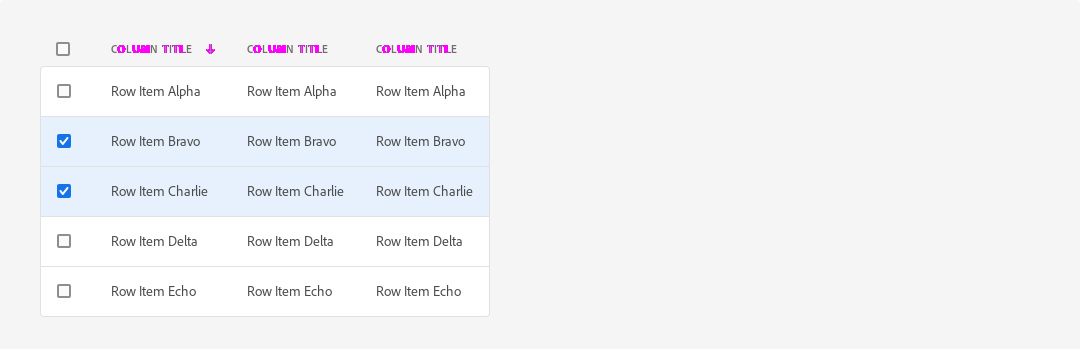 COLUMN TITLE COLUMN TITLE COLUMN TITLE
Row Item Alpha Row Item Alpha Row Item Alpha
Row Item Bravo Row Item Bravo Row Item Bravo
Row Item Charlie Row Item Charlie Row Item Charlie
Row Item Delta Row Item Delta Row Item Delta
Row Item Echo Row Item Echo Row Item Echo